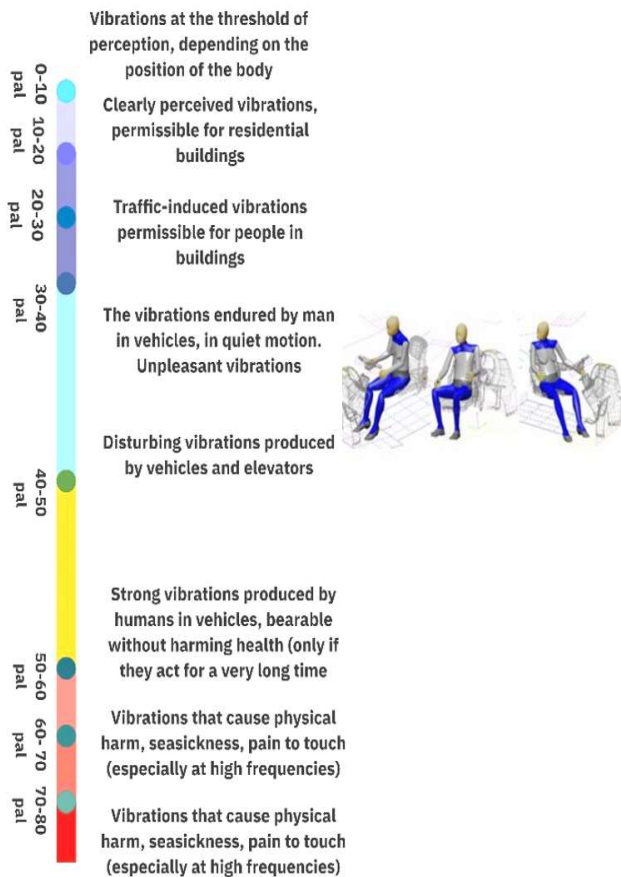 Vibrations at the threshold of
perception, depending on the
position of the body
0-10
pal
Clearly perceived vibrations,
permissible for residential
buildings
10-20
pal
Traffic-induced vibrations
permissible for people in
buildings
20-30
pal
The vibrations endured by man
in vehicles, in quiet motion.
Unpleasant vibrations
30-40
pal
Disturbing vibrations produced
by vehicles and elevators
40-50
pal
Strong vibrations produced by
humans in vehicles, bearable
without harming health (only if
they act for a very long time
50-60
pal
Vibrations that cause physical
harm, seasickness, pain to touch
(especially at high frequencies)
60- 70
pal
Vibrations that cause physical
harm, seasickness, pain to touch
(especially at high frequencies)
70-80
pal